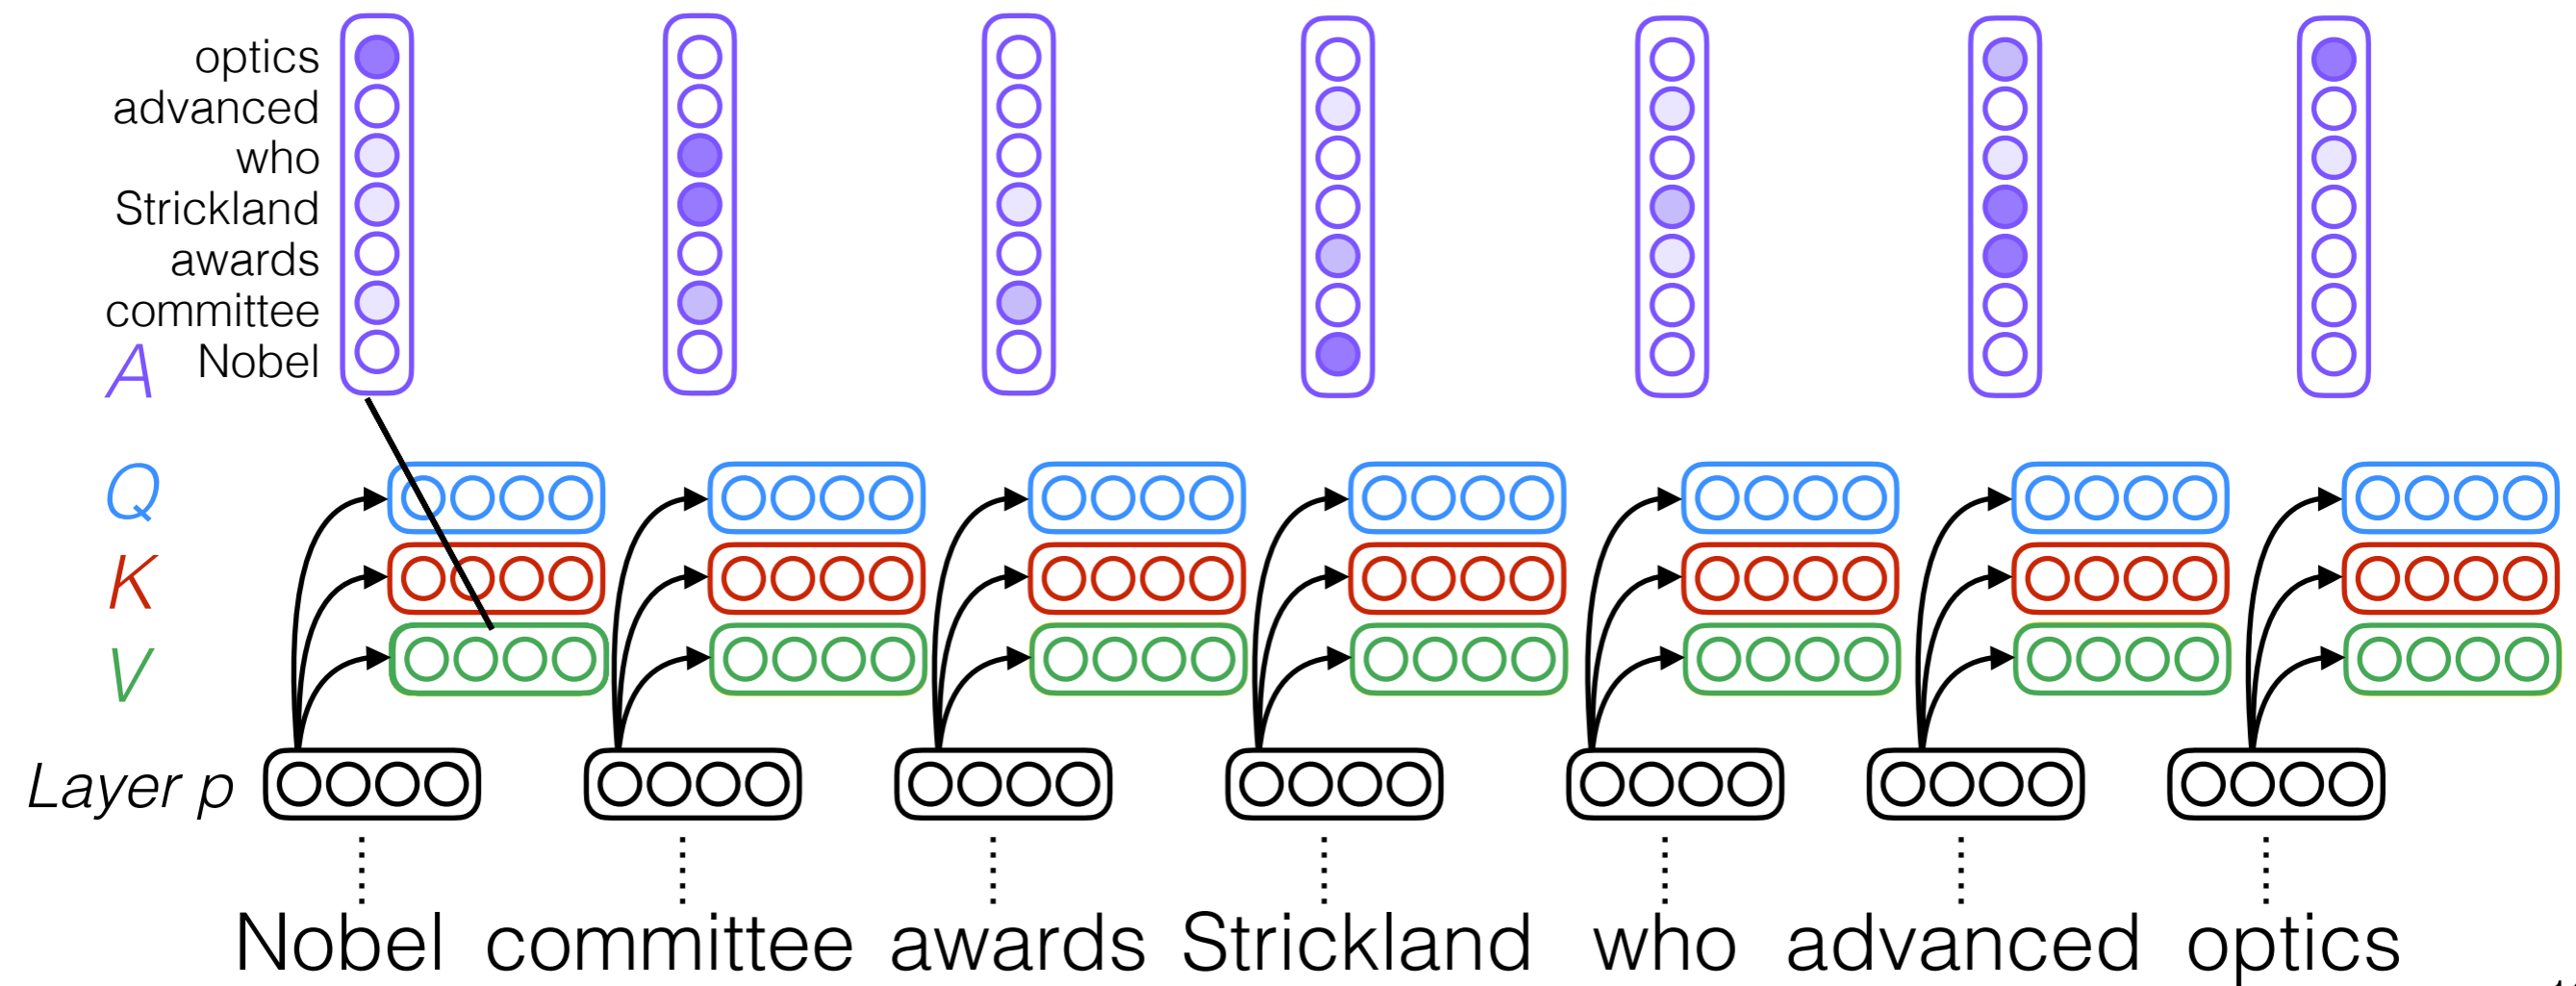 optics
advanced
who
Strickland
awards
committee
A Nobel
Q
K
V
Layer p
Nobel committee awards Strickland who advanced optics